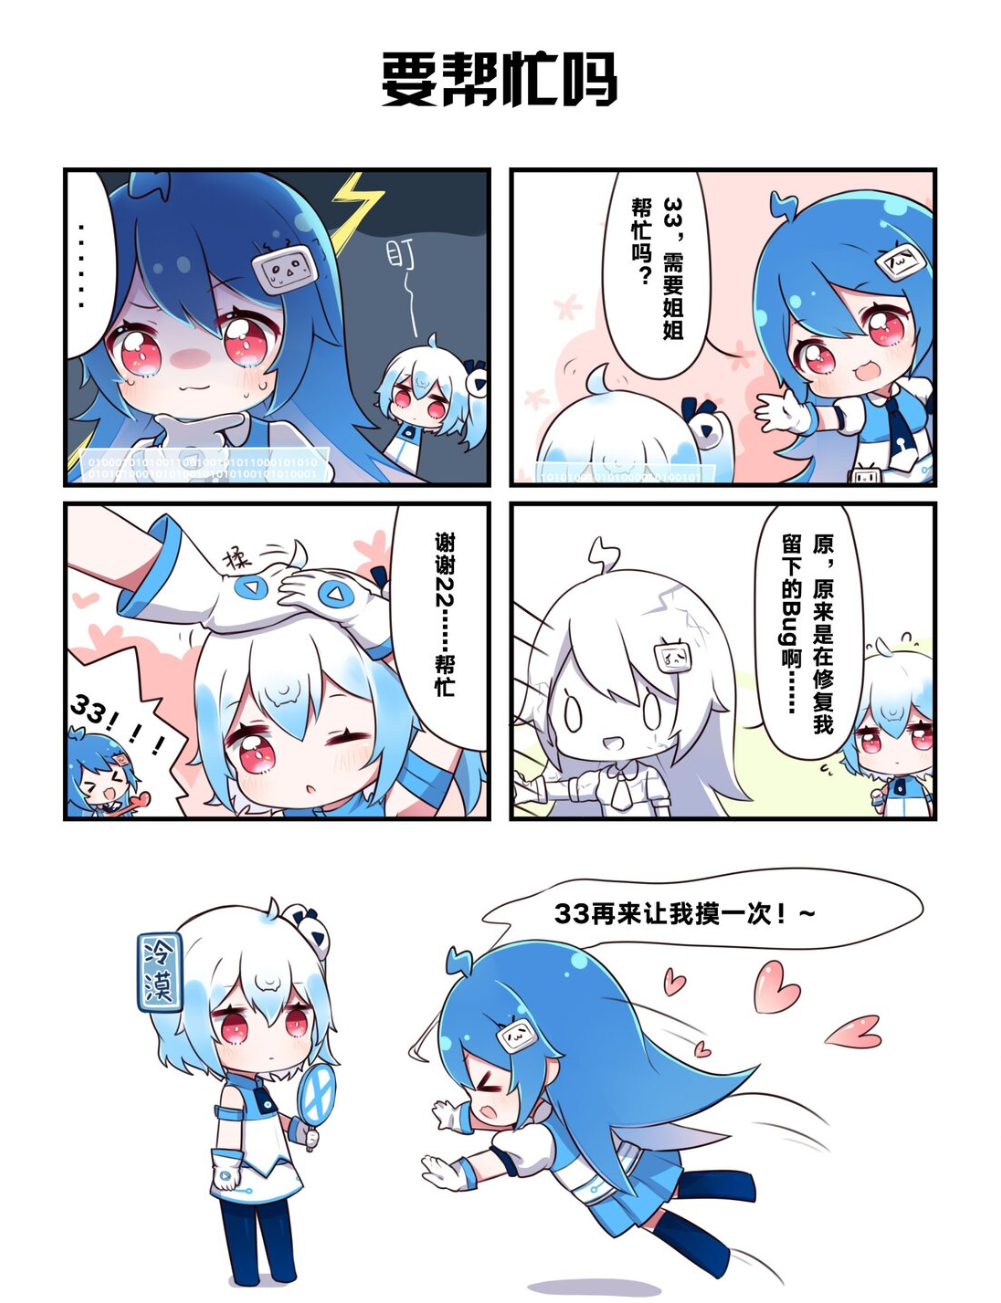 要帮忙吗
33，需要姐姐
帮忙吗？
......
盯
原，原来是在修复我
留下的Bug啊……
谢谢22……帮忙
揉
33！！！
33再来让我摸一次！~
冷漠